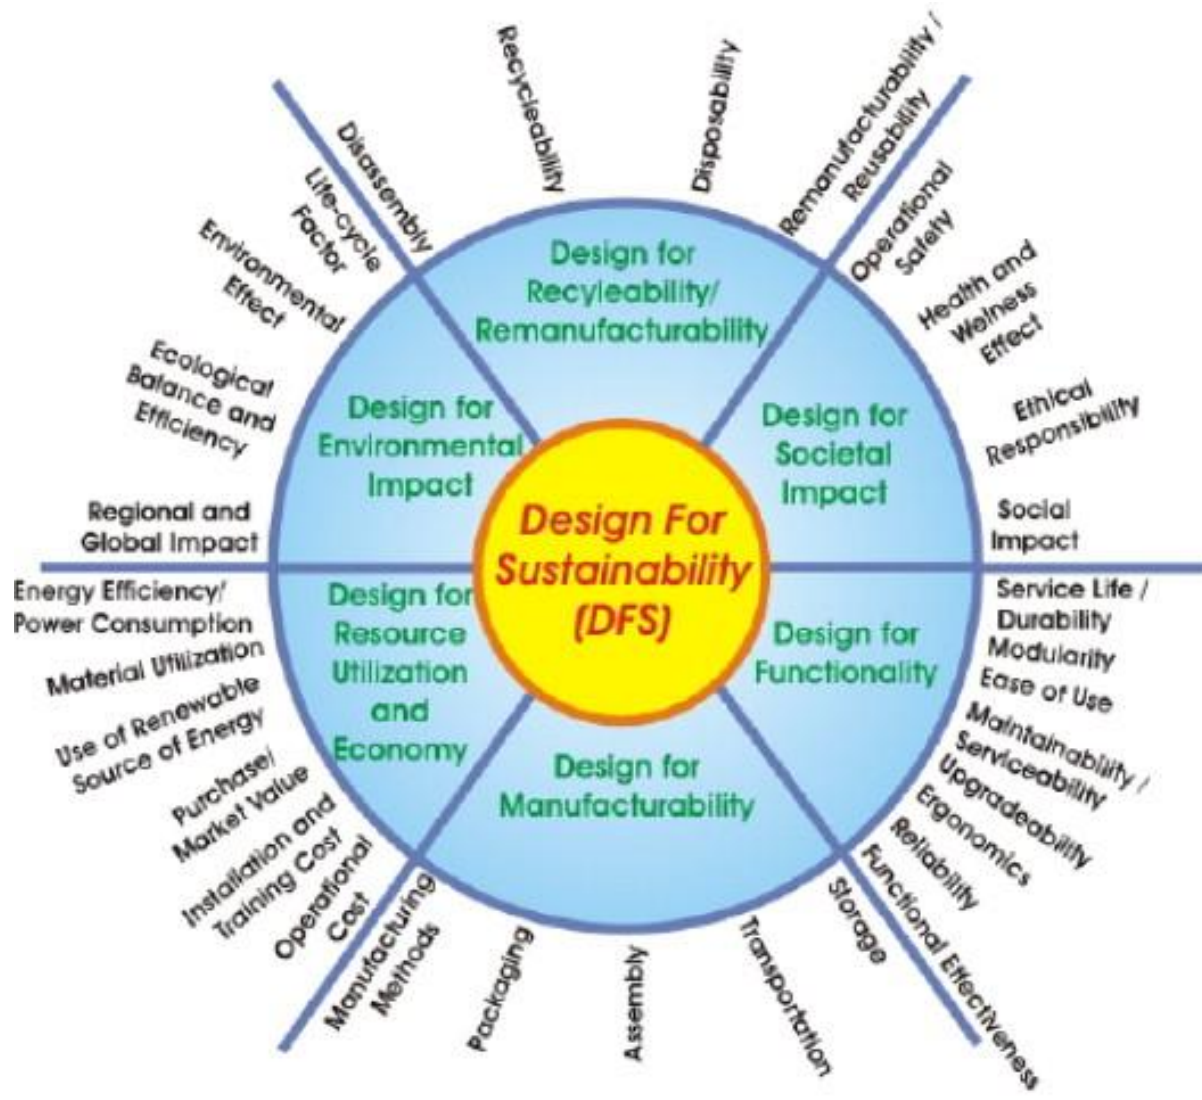 Recycleability
Disposability
Remanufacturability /
Reusability
Disassembly
Life-cycle
Factor
Environmental
Effect
Ecological
Balance and
Efficiency
Regional and
Global Impact
Operational
Safety
Health and
Welness
Effect
Ethical
Responsibility
Social
Impact
Design for
Recyleability/
Remanufacturability
Design for
Environmental
Impact
Design for
Societal
Impact
Design For
Sustainability
(DFS)
Design for
Resource
Utilization
and
Economy
Design for
Functionality
Design for
Manufacturability
Energy Efficiency/
Power Consumption
Material Utilization
Use of Renewable
Source of Energy
Purchase/
Market Value
Installation and
Training Cost
Operational
Cost
Service Life /
Durability
Modularity
Ease of Use
Maintainability /
Serviceability
Upgradeability
Ergonomics
Reliability
Functional Effectiveness
Manufacturing
Methods
Packaging
Assembly
Transportation
Storage